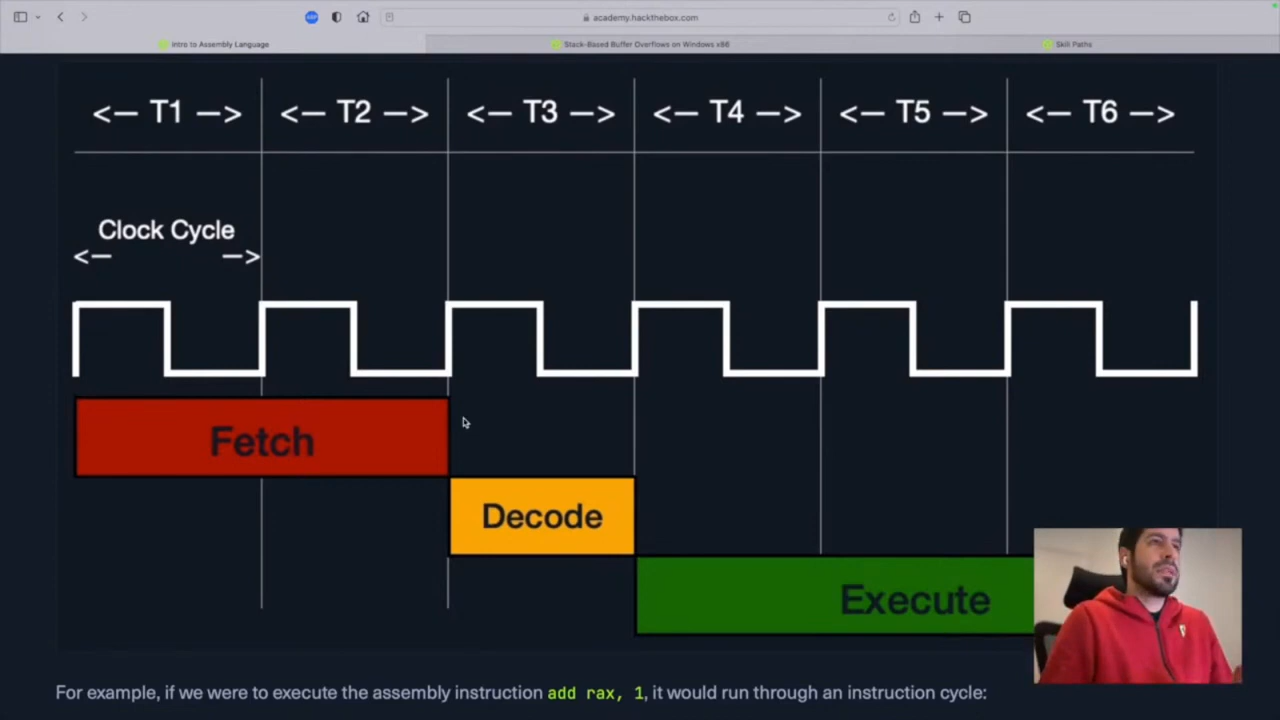 academy.hackthebox.com
Intro to Assembly Language
Stack-Based Buffer Overflows on Windows x86
Skill Paths
<— T1 —>
<— T2 —>
<— T3 —>
<— T4 —>
<— T5 —>
<— T6 —>
Clock Cycle
<— —>
Fetch
Decode
Execute
For example, if we were to execute the assembly instruction add rax, 1, it would run through an instruction cycle: